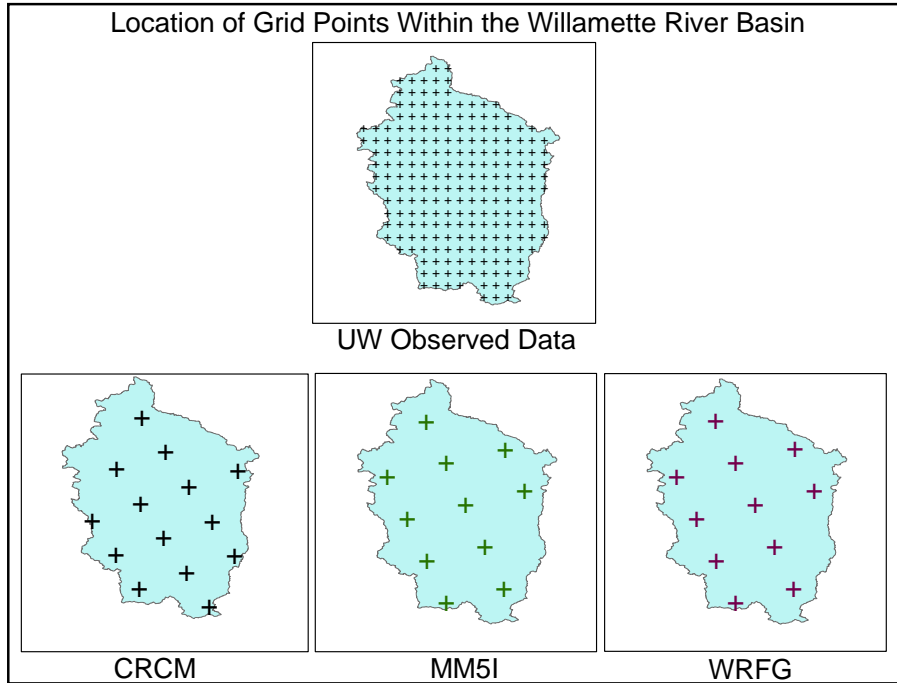 Location of Grid Points Within the Willamette River Basin
UW Observed Data
CRCM
MM5I
WRFG